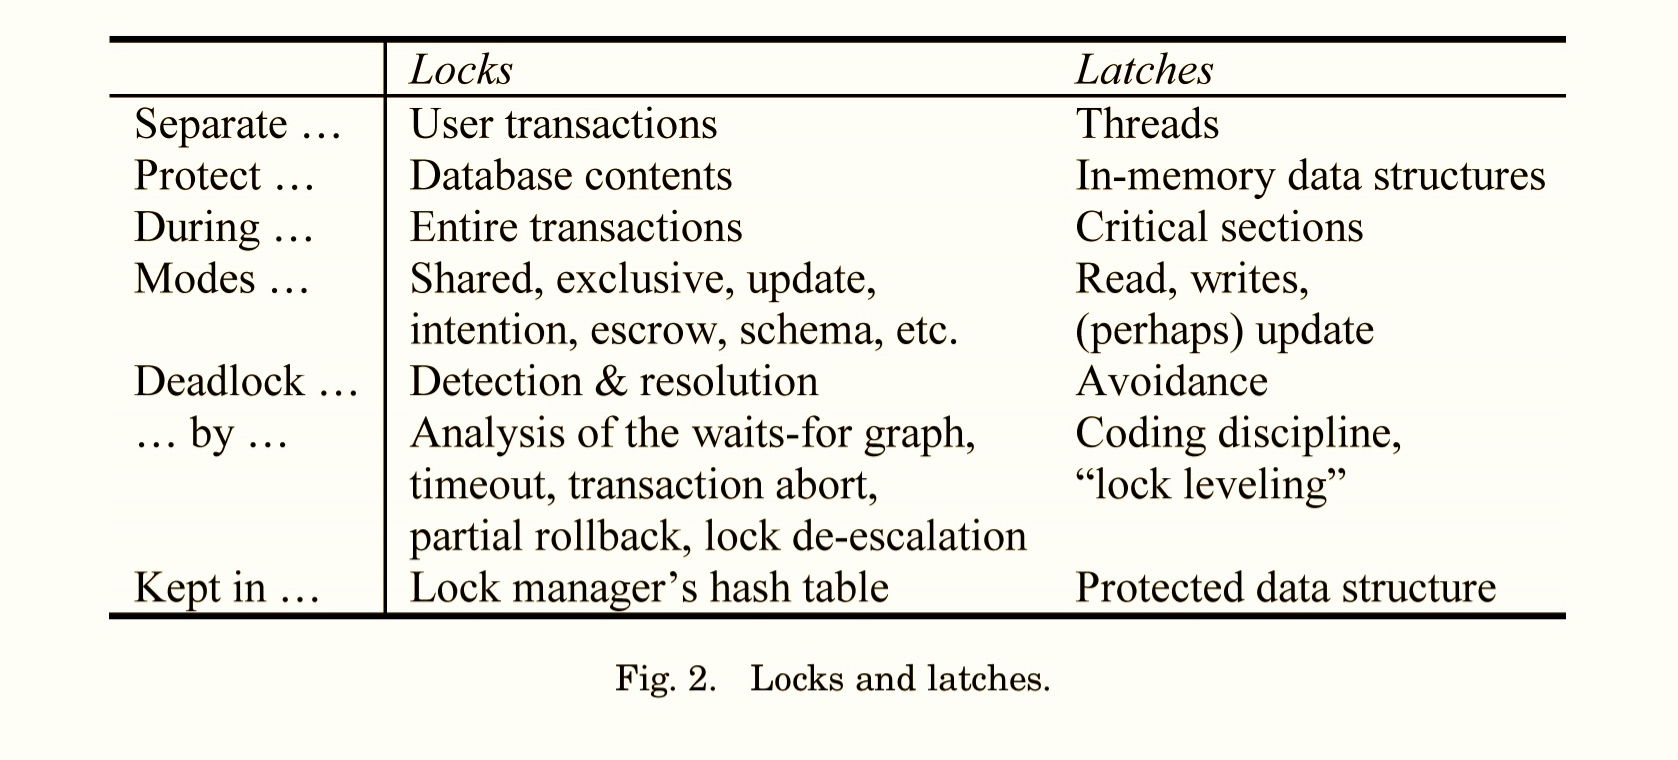 Locks Latches
Separate … User transactions Threads
Protect … Database contents In-memory data structures
During … Entire transactions Critical sections
Modes … Shared, exclusive, update, Read, writes,
intention, escrow, schema, etc. (perhaps) update
Deadlock … Detection & resolution Avoidance
… by … Analysis of the waits-for graph, Coding discipline,
timeout, transaction abort, “lock leveling”
partial rollback, lock de-escalation
Kept in … Lock manager’s hash table Protected data structure
Fig. 2. Locks and latches.